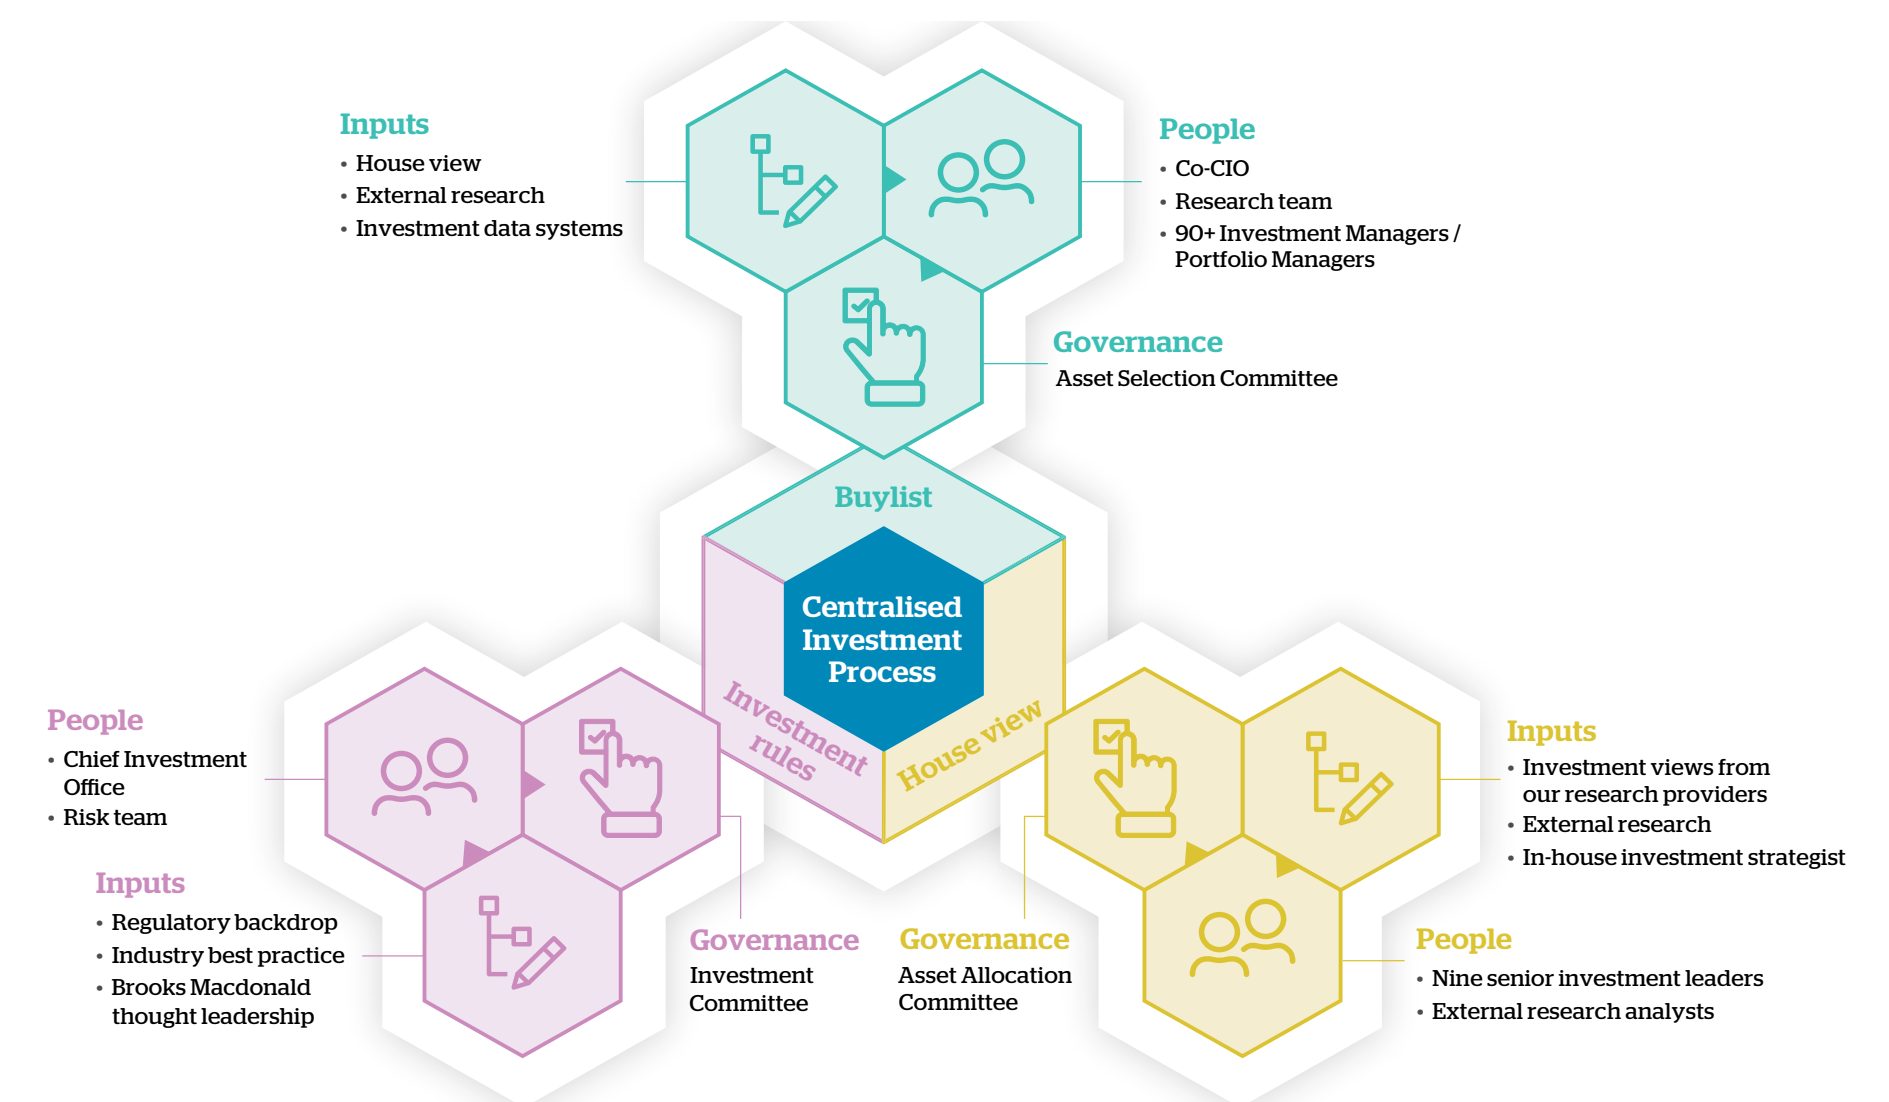 Inputs
• House view
• External research
• Investment data systems
People
• Co-CIO
• Research team
• 90+ Investment Managers /
Portfolio Managers
Governance
Asset Selection Committee
Buylist
Centralised
Investment
Process
Investment
rules
House view
People
• Chief Investment
Office
• Risk team
Inputs
• Regulatory backdrop
• Industry best practice
• Brooks Macdonald
thought leadership
Governance
Investment
Committee
Governance
Asset Allocation
Committee
Inputs
• Investment views from
our research providers
• External research
• In-house investment strategist
People
• Nine senior investment leaders
• External research analysts